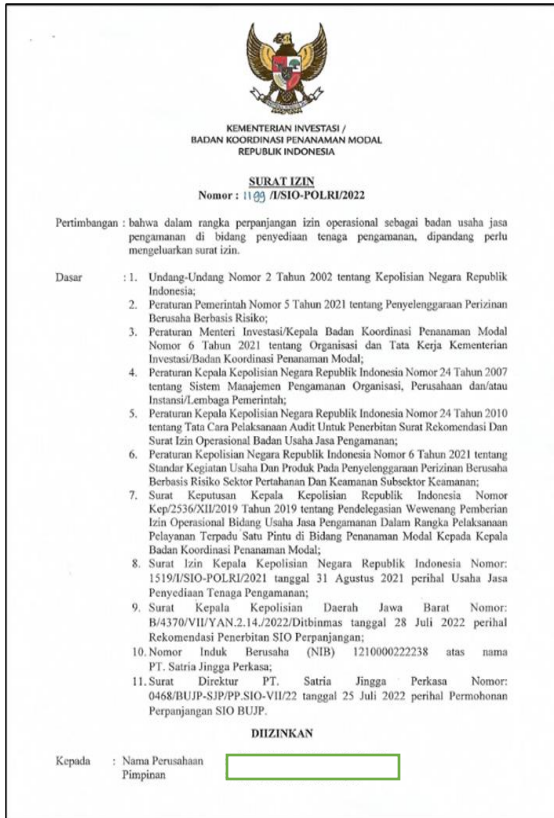 KEMENTERIAN INVESTASI /
BADAN KOORDINASI PENANAMAN MODAL
REPUBLIK INDONESIA
SURAT IZIN
Nomor : 1199 /I/SIO-POLRI/2022
Pertimbangan : bahwa dalam rangka perpanjangan izin operasional sebagai badan usaha jasa
pengamanan di bidang penyediaan tenaga pengamanan, dipandang perlu
mengeluarkan surat izin.
Dasar : 1. Undang-Undang Nomor 2 Tahun 2002 tentang Kepolisian Negara Republik
Indonesia;
2. Peraturan Pemerintah Nomor 5 Tahun 2021 tentang Penyelenggaraan Perizinan
Berusaha Berbasis Risiko;
3. Peraturan Menteri Investasi/Kepala Badan Koordinasi Penanaman Modal
Nomor 6 Tahun 2021 tentang Organisasi dan Tata Kerja Kementerian
Investasi/Badan Koordinasi Penanaman Modal;
4. Peraturan Kepala Kepolisian Negara Republik Indonesia Nomor 24 Tahun 2007
tentang Sistem Manajemen Pengamanan Organisasi, Perusahaan dan/atau
Instansi/Lembaga Pemerintah;
5. Peraturan Kepala Kepolisian Negara Republik Indonesia Nomor 24 Tahun 2010
tentang Tata Cara Pelaksanaan Audit Untuk Penerbitan Surat Rekomendasi Dan
Surat Izin Operasional Badan Usaha Jasa Pengamanan;
6. Peraturan Kepolisian Negara Republik Indonesia Nomor 6 Tahun 2021 tentang
Standar Kegiatan Usaha Dan Produk Pada Penyelenggaraan Perizinan Berusaha
Berbasis Risiko Sektor Pertahanan Dan Keamanan Subsektor Keamanan;
7. Surat Keputusan Kepala Kepolisian Republik Indonesia Nomor
Kep/2536/XII/2019 Tahun 2019 tentang Pendelegasian Wewenang Pemberian
Izin Operasional Bidang Usaha Jasa Pengamanan Dalam Rangka Pelaksanaan
Pelayanan Terpadu Satu Pintu di Bidang Penanaman Modal Kepada Kepala
Badan Koordinasi Penanaman Modal;
8. Surat Izin Kepala Kepolisian Negara Republik Indonesia Nomor:
1519/I/SIO-POLRI/2021 tanggal 31 Agustus 2021 perihal Usaha Jasa
Penyediaan Tenaga Pengamanan;
9. Surat Kepala Kepolisian Daerah Jawa Barat Nomor:
B/4370/VII/YAN.2.14./2022/Ditbinmas tanggal 28 Juli 2022 perihal
Rekomendasi Penerbitan SIO Perpanjangan;
10. Nomor Induk Berusaha (NIB) 1210000222238 atas nama
PT. Satria Jingga Perkasa;
11. Surat Direktur PT. Satria Jingga Perkasa Nomor:
0468/BUJP-SJP/PP.SIO-VII/22 tanggal 25 Juli 2022 perihal Permohonan
Perpanjangan SIO BUJP.
DIIZINKAN
Kepada : Nama Perusahaan
Pimpinan